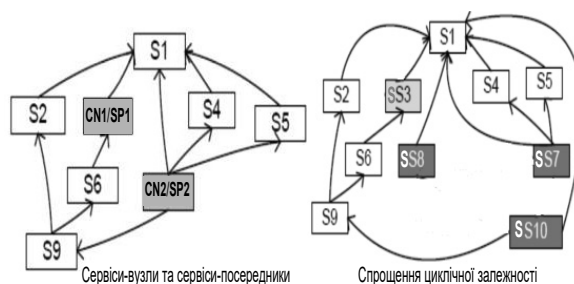 S1
S2
CN1/SP1
S4
S5
S6
CN2/SP2
S9
Сервіси-вузли та сервіси-посередники
S1
S2
SS3
S4
S5
S6
SS8
SS7
S9
SS10
Спрощення циклічної залежності